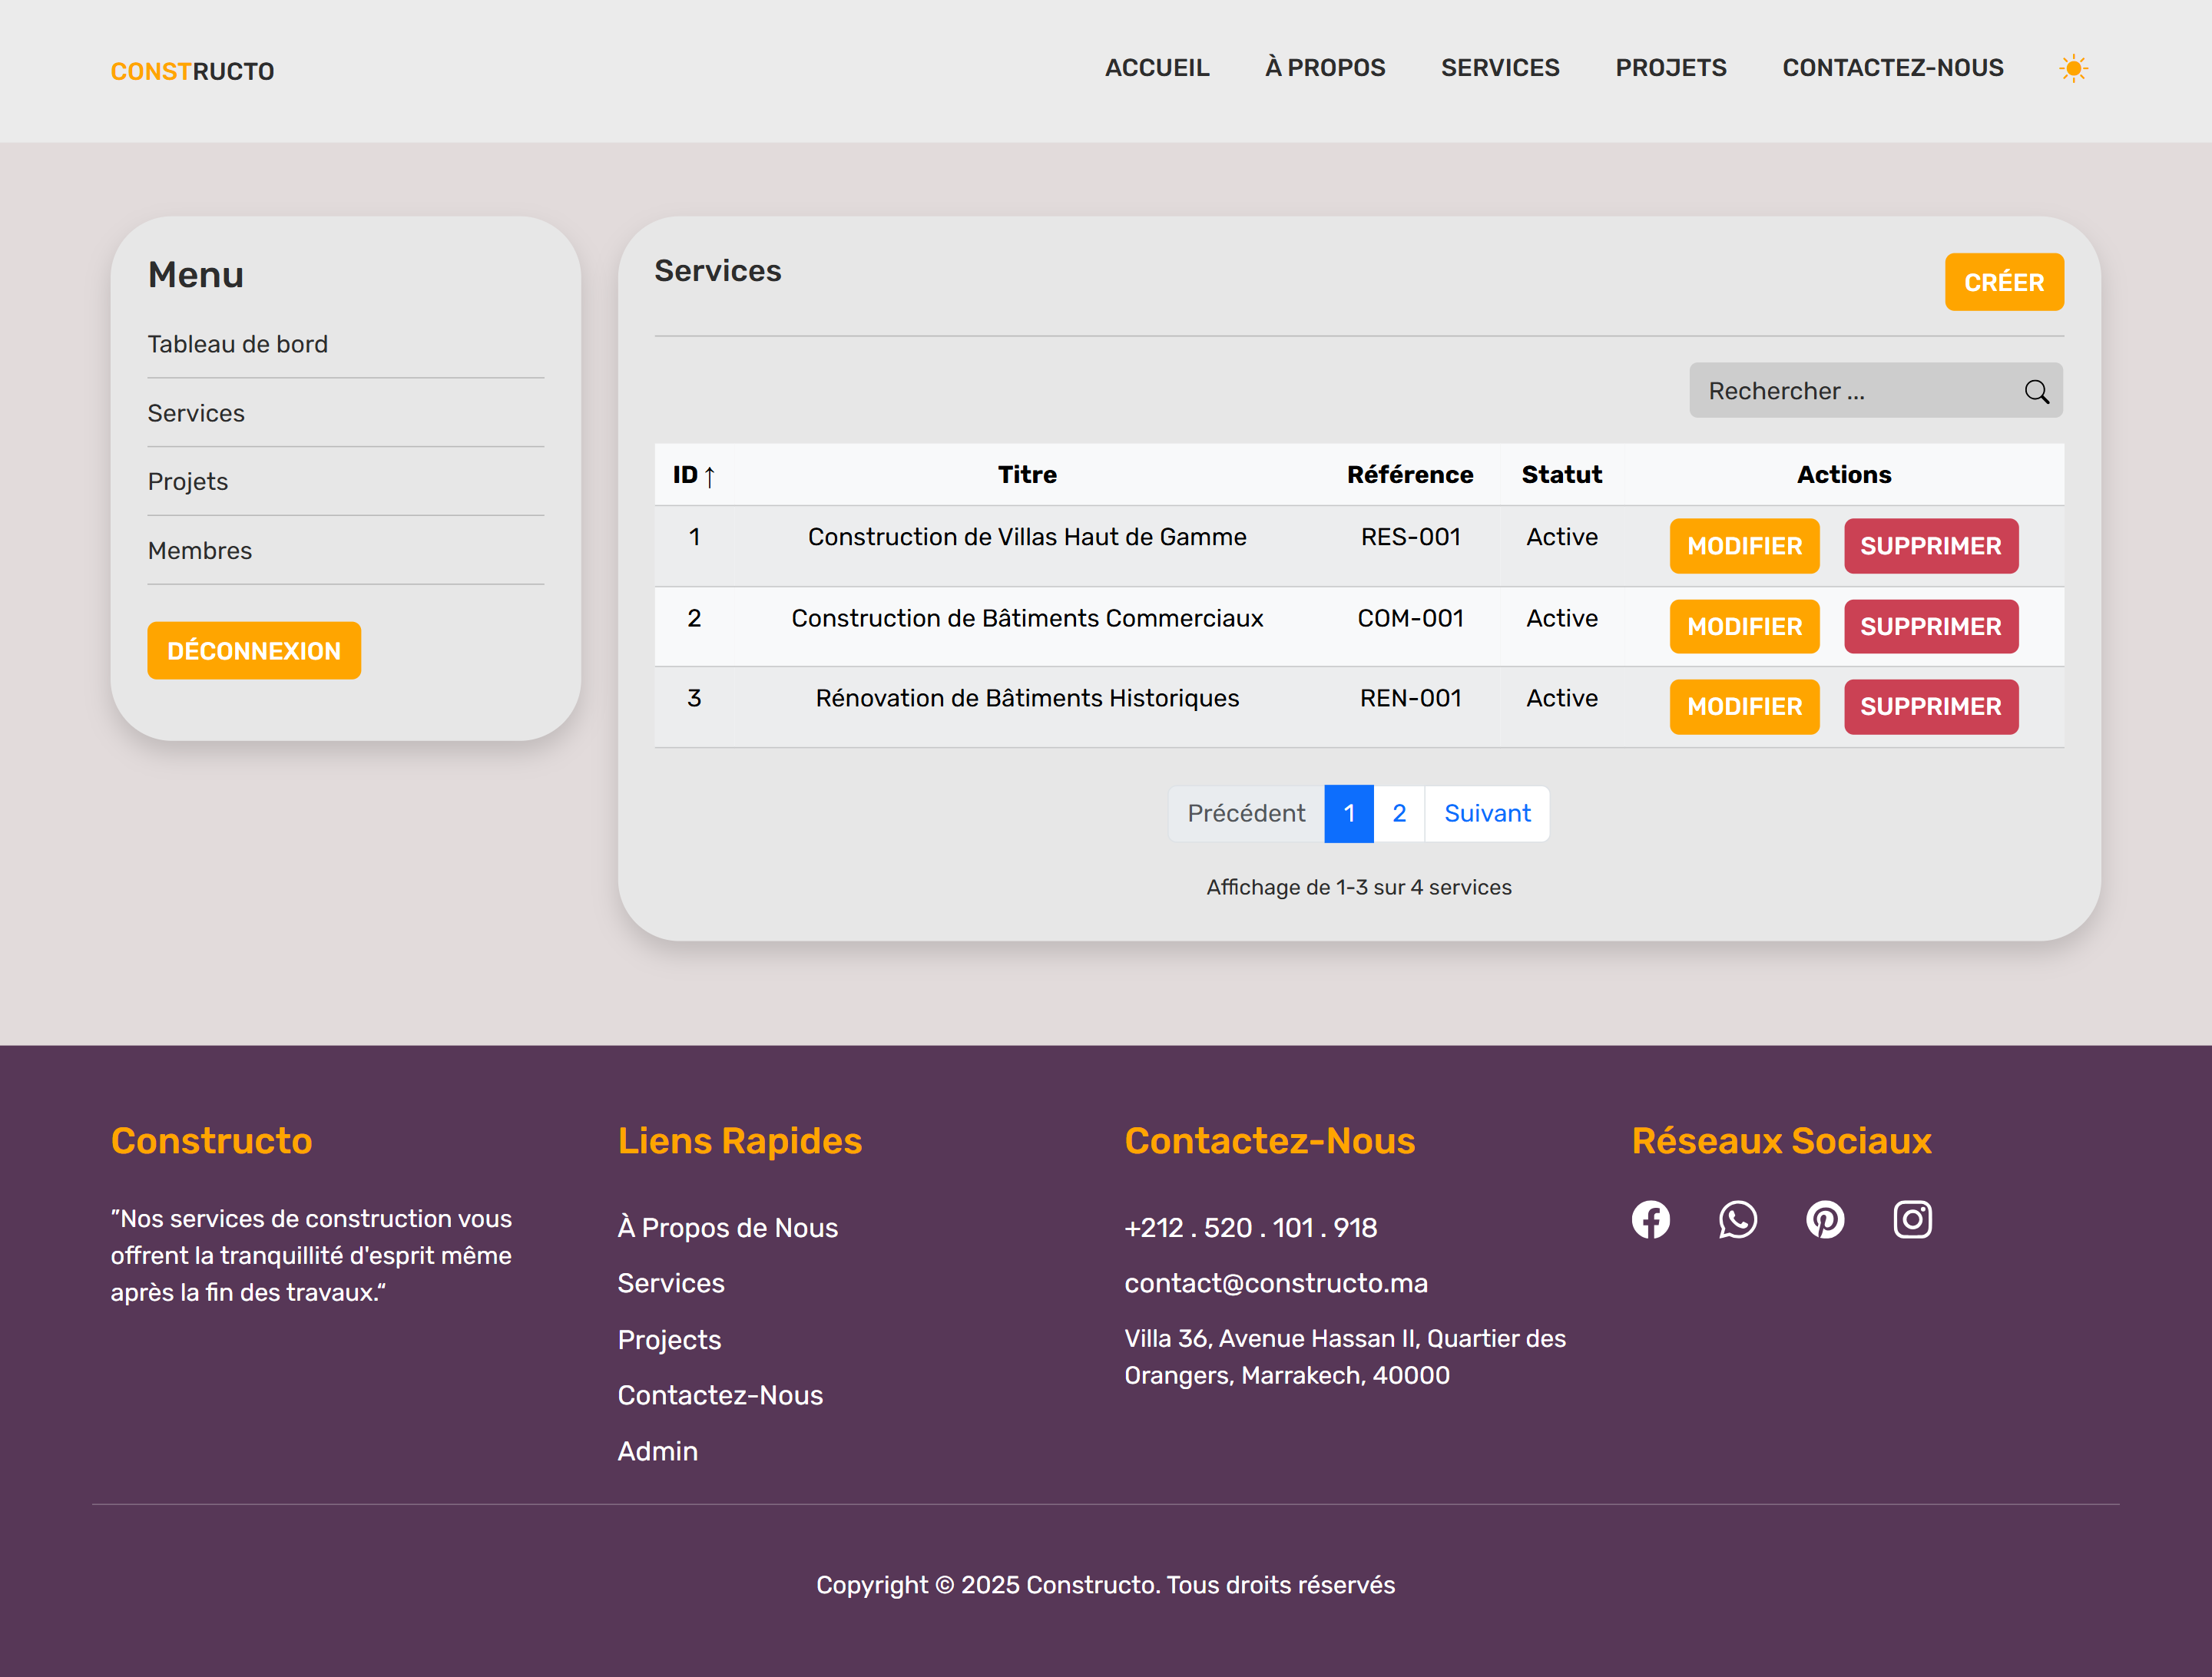 CONSTRUCTO
ACCUEIL À PROPOS SERVICES PROJETS CONTACTEZ-NOUS
Menu
Tableau de bord
Services
Projets
Membres
DÉCONNEXION
Services
CRÉER
Rechercher ...
ID ↑ Titre Référence Statut Actions
1 Construction de Villas Haut de Gamme RES-001 Active MODIFIER SUPPRIMER
2 Construction de Bâtiments Commerciaux COM-001 Active MODIFIER SUPPRIMER
3 Rénovation de Bâtiments Historiques REN-001 Active MODIFIER SUPPRIMER
Précédent 1 2 Suivant
Affichage de 1-3 sur 4 services
Constructo
”Nos services de construction vous
offrent la tranquillité d'esprit même
après la fin des travaux.“
Liens Rapides
À Propos de Nous
Services
Projects
Contactez-Nous
Admin
Contactez-Nous
+212 . 520 . 101 . 918
contact@constructo.ma
Villa 36, Avenue Hassan II, Quartier des
Orangers, Marrakech, 40000
Réseaux Sociaux
Copyright © 2025 Constructo. Tous droits réservés